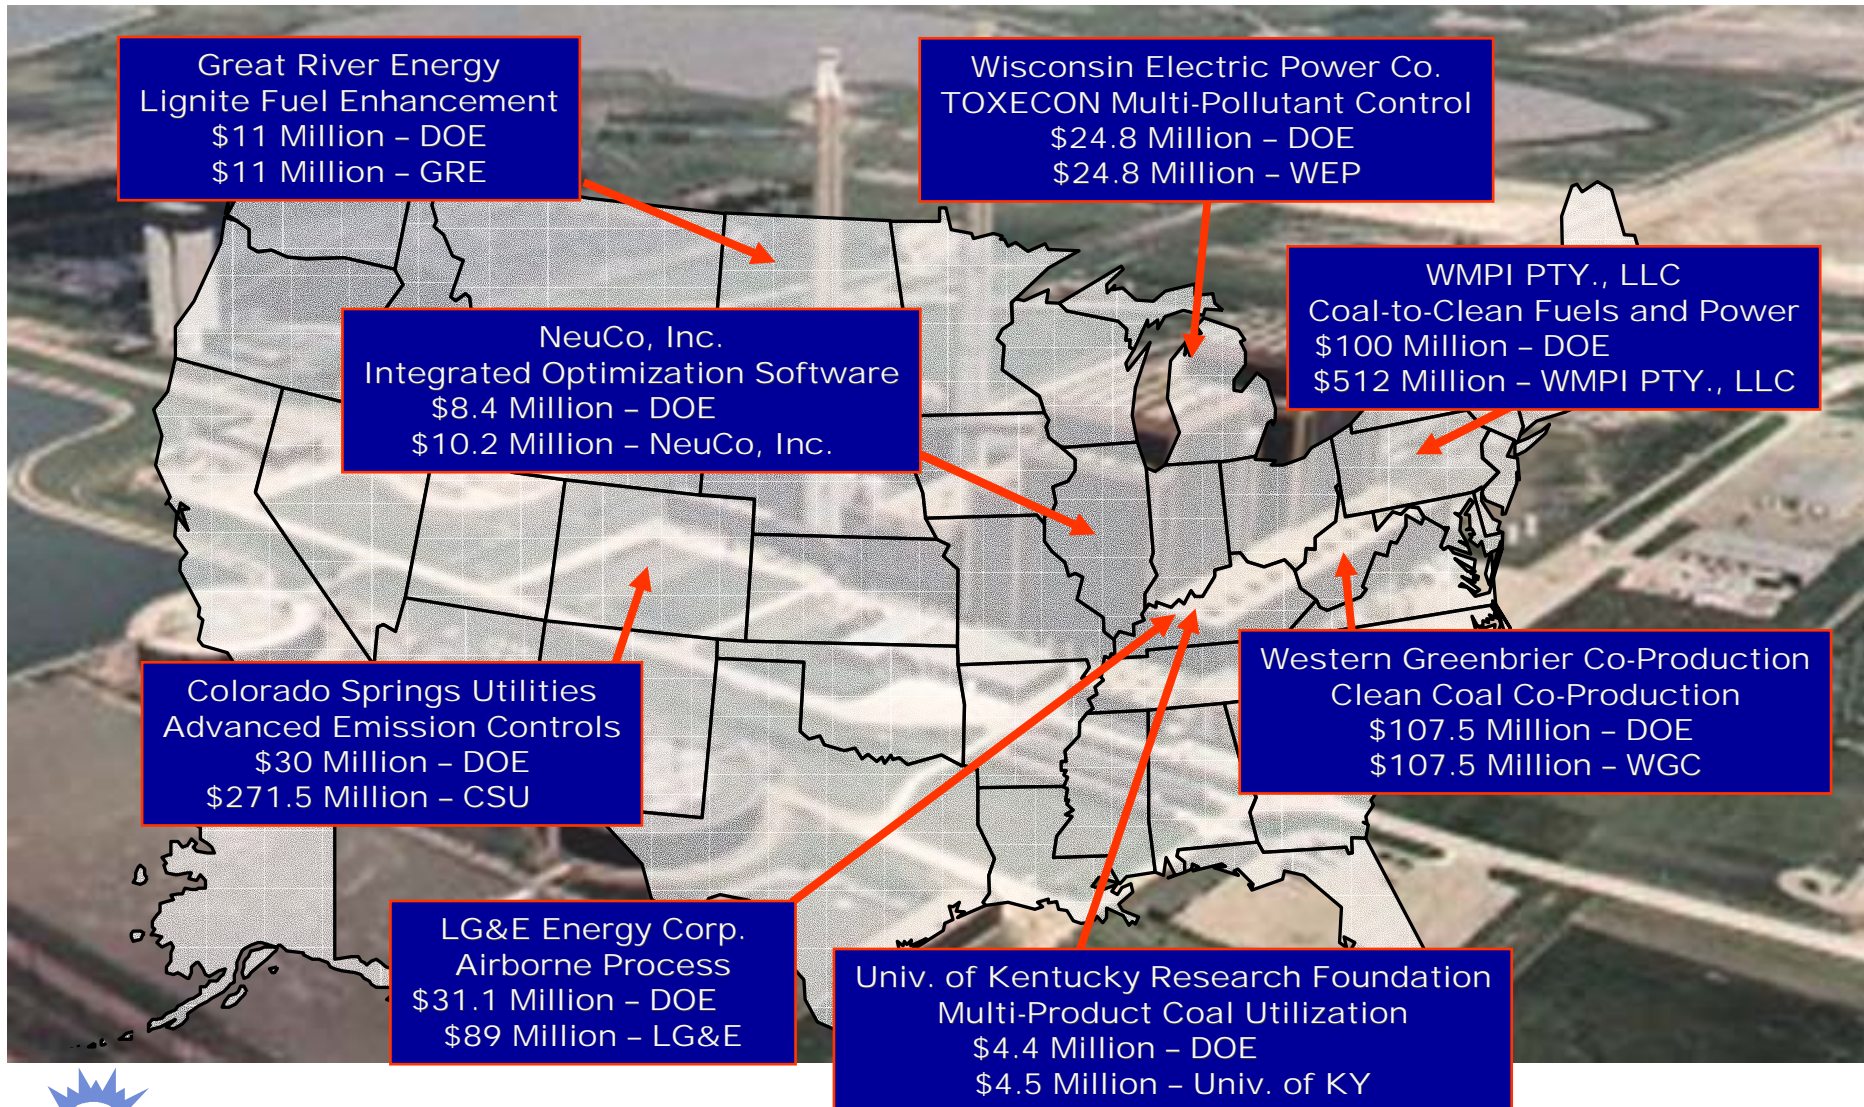 Great River Energy
Lignite Fuel Enhancement
$11 Million – DOE
$11 Million – GRE
Wisconsin Electric Power Co.
TOXECON Multi-Pollutant Control
$24.8 Million – DOE
$24.8 Million – WEP
WMPI PTY., LLC
Coal-to-Clean Fuels and Power
$100 Million – DOE
$512 Million – WMPI PTY., LLC
NeuCo, Inc.
Integrated Optimization Software
$8.4 Million – DOE
$10.2 Million – NeuCo, Inc.
Colorado Springs Utilities
Advanced Emission Controls
$30 Million – DOE
$271.5 Million – CSU
Western Greenbrier Co-Production
Clean Coal Co-Production
$107.5 Million – DOE
$107.5 Million – WGC
LG&E Energy Corp.
Airborne Process
$31.1 Million – DOE
$89 Million – LG&E
Univ. of Kentucky Research Foundation
Multi-Product Coal Utilization
$4.4 Million – DOE
$4.5 Million – Univ. of KY